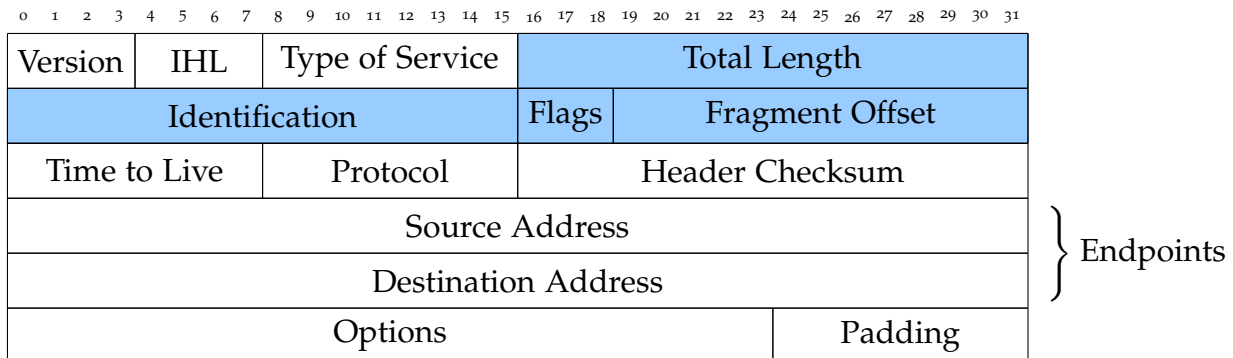 0 1 2 3 4 5 6 7 8 9 10 11 12 13 14 15 16 17 18 19 20 21 22 23 24 25 26 27 28 29 30 31
Version IHL Type of Service Total Length
Identification Flags Fragment Offset
Time to Live Protocol Header Checksum
Source Address
Endpoints
Destination Address
Options Padding